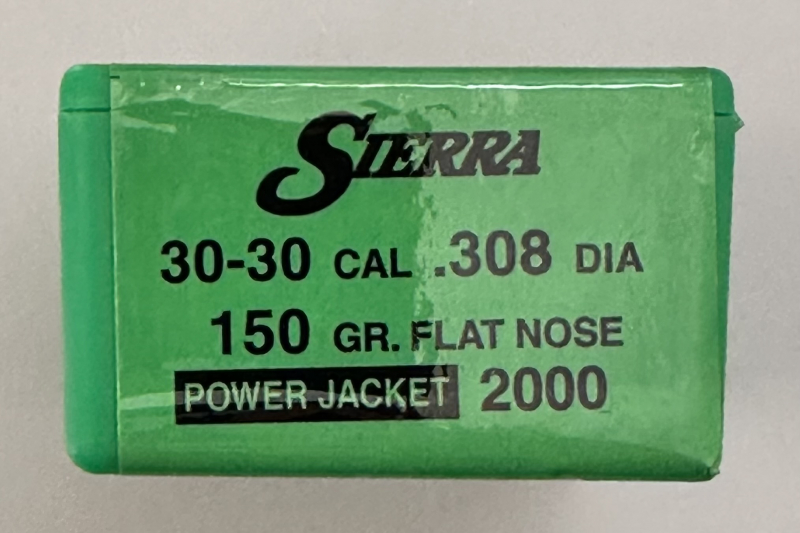 SIERRA
30-30 CAL .308 DIA
150 GR. FLAT NOSE
POWER JACKET 2000